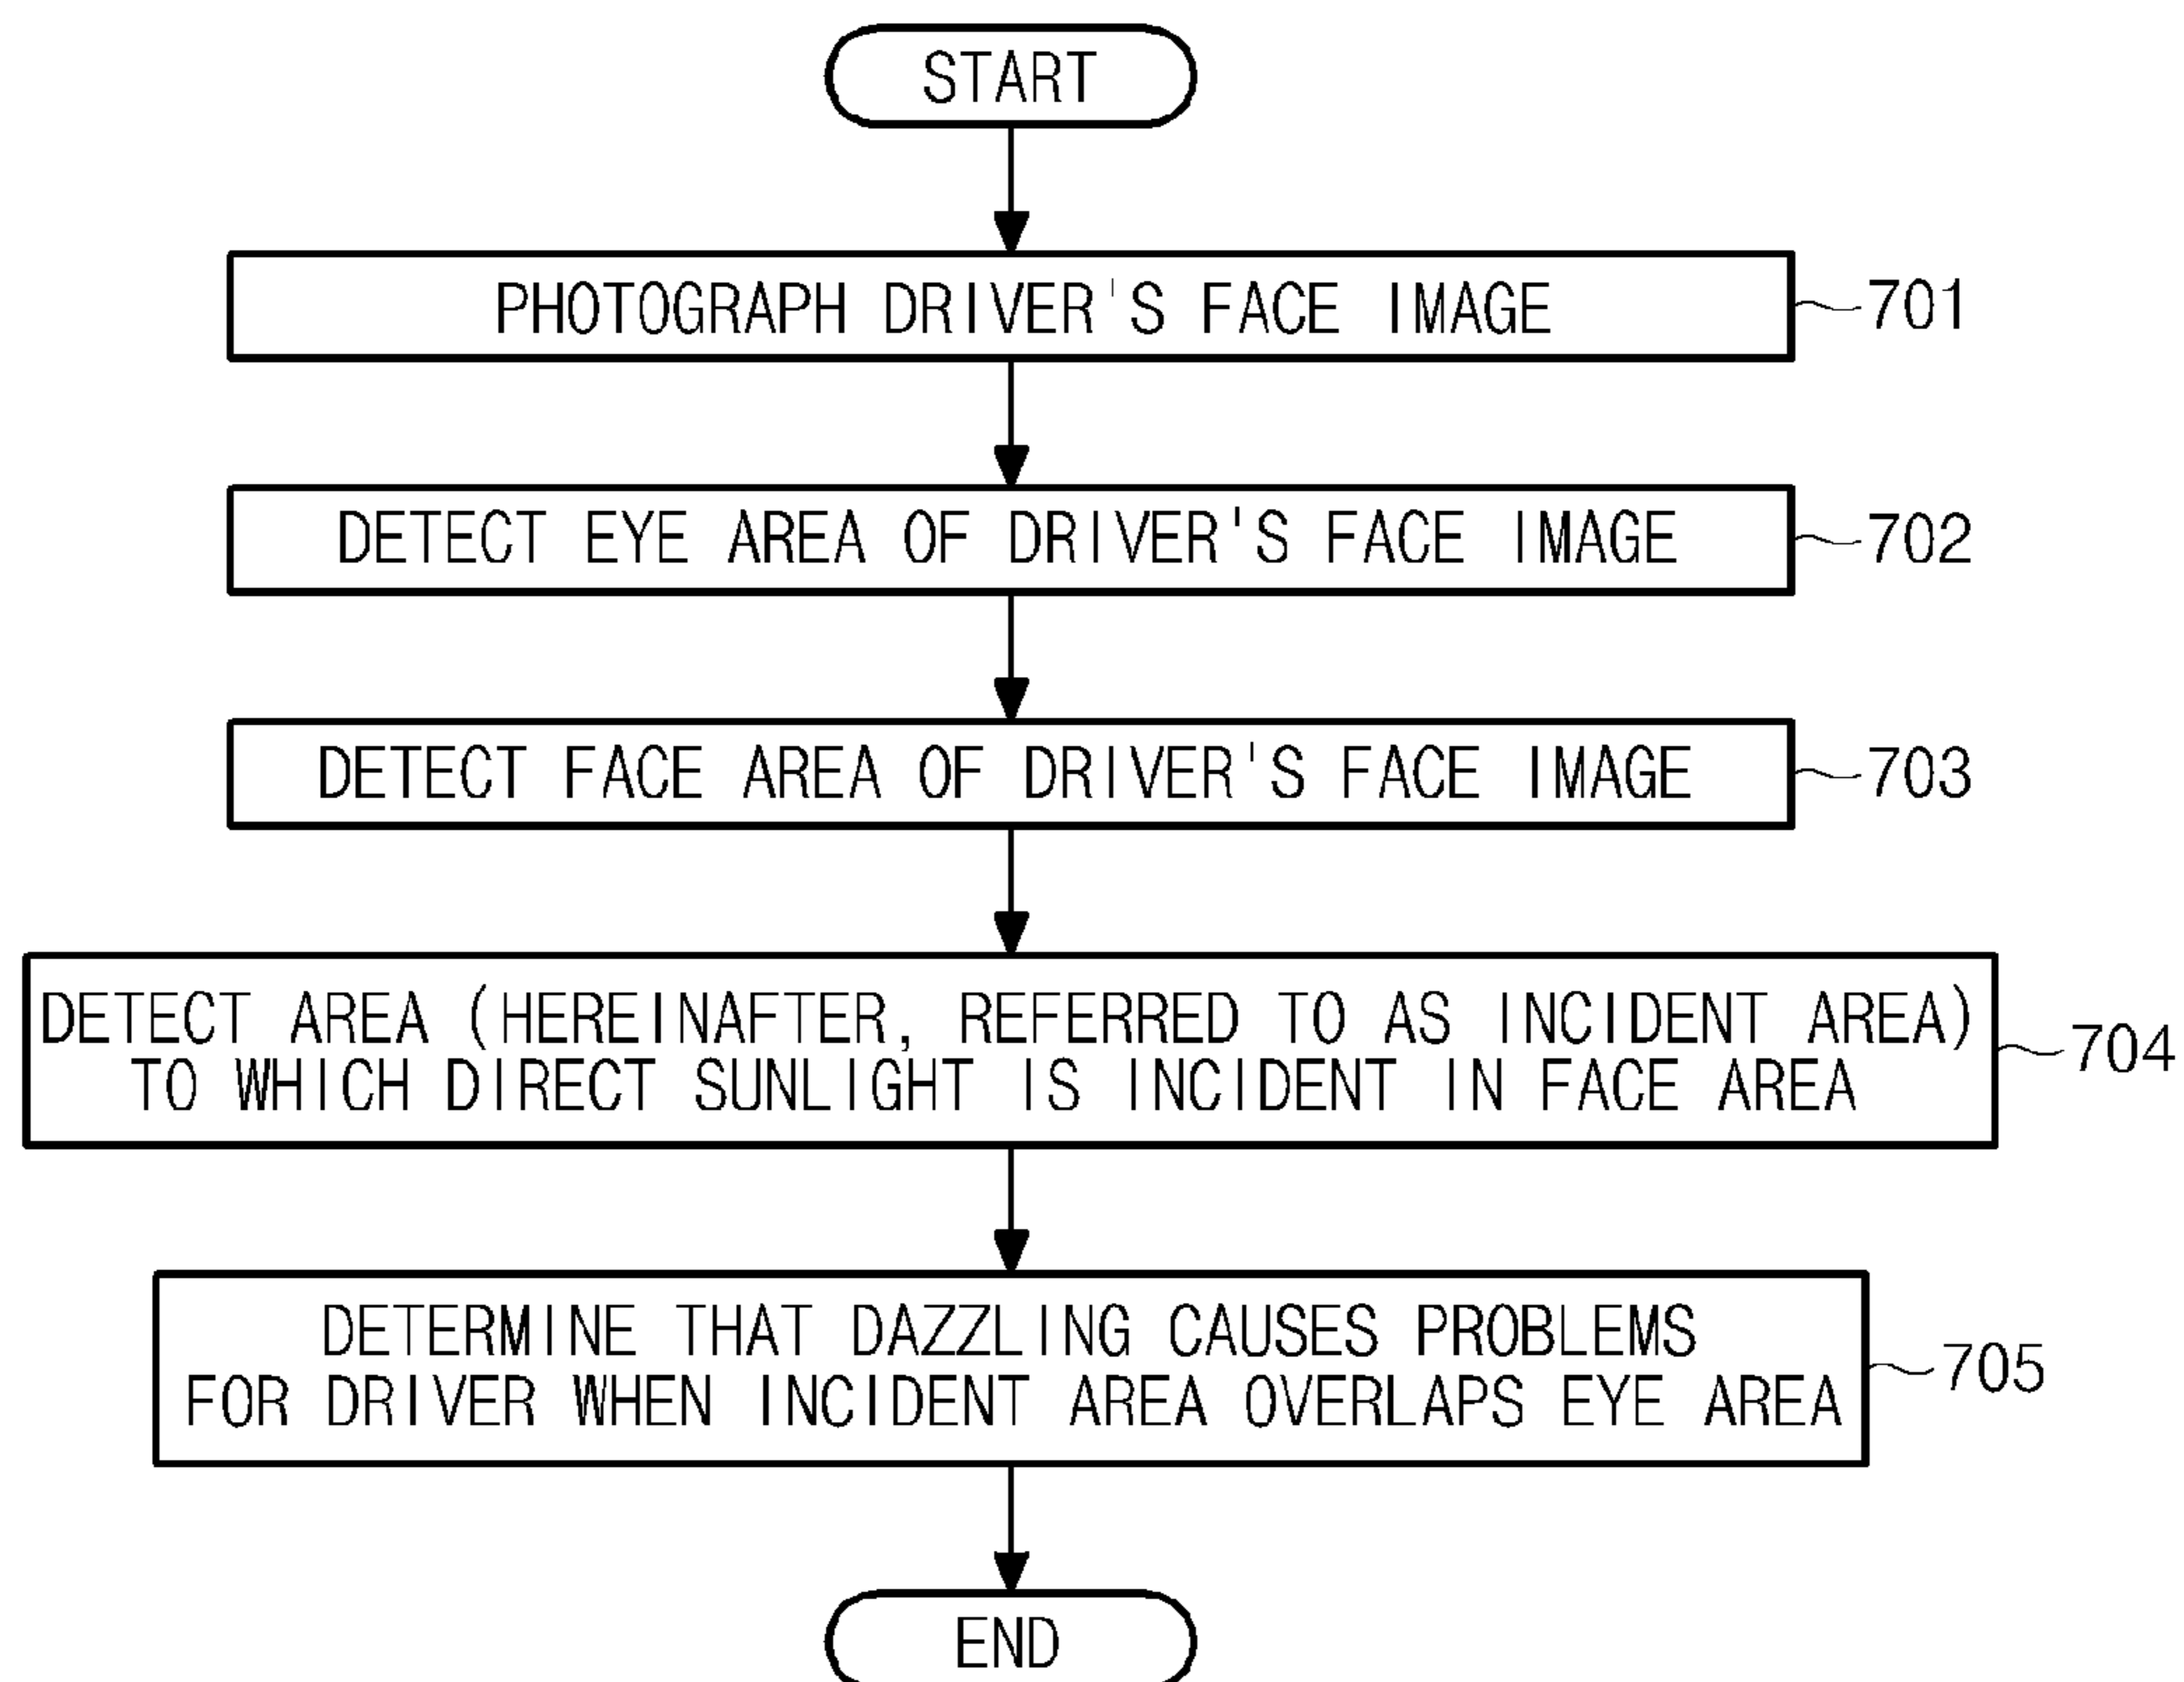 START
PHOTOGRAPH DRIVER'S FACE IMAGE
701
DETECT EYE AREA OF DRIVER'S FACE IMAGE
702
DETECT FACE AREA OF DRIVER'S FACE IMAGE
703
DETECT AREA (HEREINAFTER, REFERRED TO AS INCIDENT AREA)
TO WHICH DIRECT SUNLIGHT IS INCIDENT IN FACE AREA
704
DETERMINE THAT DAZZLING CAUSES PROBLEMS
FOR DRIVER WHEN INCIDENT AREA OVERLAPS EYE AREA
705
END